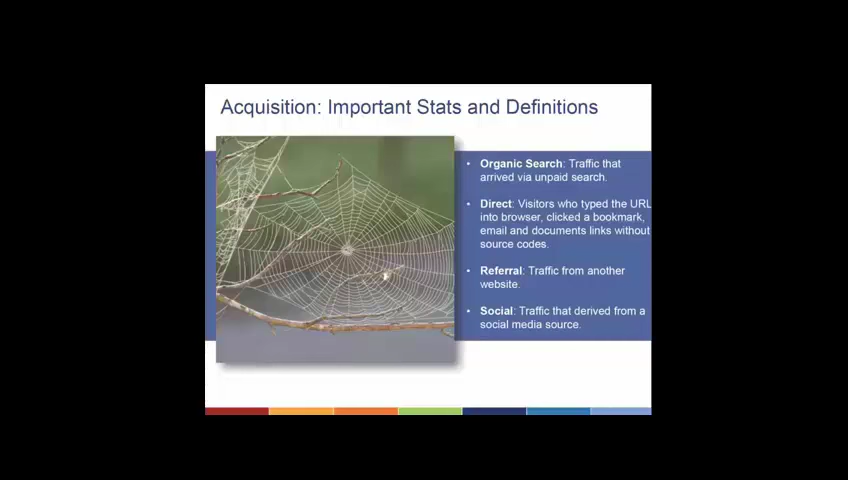 Acquisition: Important Stats and Definitions
• Organic Search: Traffic that
arrived via unpaid search.
• Direct: Visitors who typed the URL
into browser, clicked a bookmark,
email and documents links without
source codes.
• Referral: Traffic from another
website.
• Social: Traffic that derived from a
social media source.